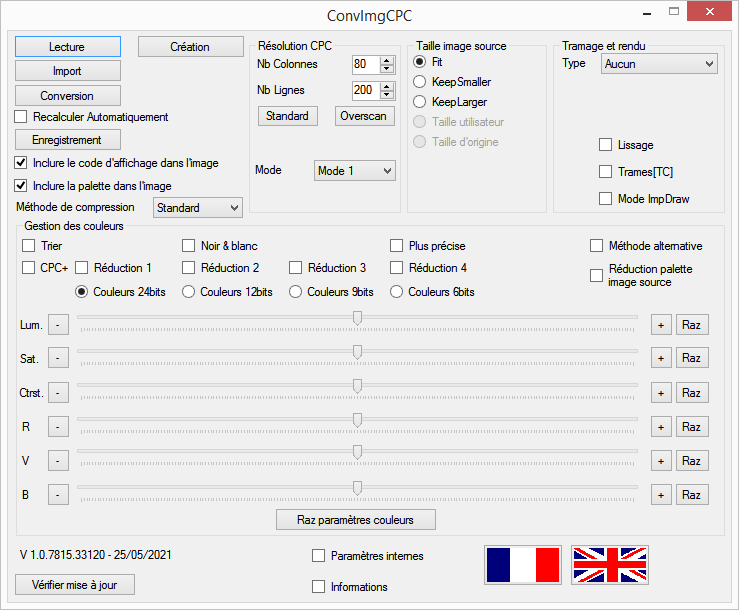 ConvImgCPC
Lecture
Création
Import
Conversion
Recalculer Automatiquement
Enregistrement
Inclure le code d'affichage dans l'image
Inclure la palette dans l'image
Méthode de compression
Standard
Résolution CPC
Nb Colonnes
80
Nb Lignes
200
Standard
Overscan
Mode
Mode 1
Taille image source
Fit
KeepSmaller
KeepLarger
Taille utilisateur
Taille d'origine
Tramage et rendu
Type
Aucun
Lissage
Trames[TC]
Mode ImpDraw
Gestion des couleurs
Trier
Noir & blanc
Plus précise
Méthode alternative
CPC+
Réduction 1
Réduction 2
Réduction 3
Réduction 4
Réduction palette
image source
Couleurs 24bits
Couleurs 12bits
Couleurs 9bits
Couleurs 6bits
Lum.
-
+
Raz
Sat.
-
+
Raz
Ctrst.
-
+
Raz
R
-
+
Raz
V
-
+
Raz
B
-
+
Raz
Raz paramètres couleurs
V 1.0.7815.33120 - 25/05/2021
Paramètres internes
Vérifier mise à jour
Informations